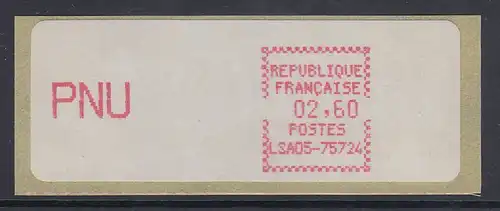 PNU
REPUBLIQUE
FRANÇAISE
02,60
POSTES
LSA05-75724